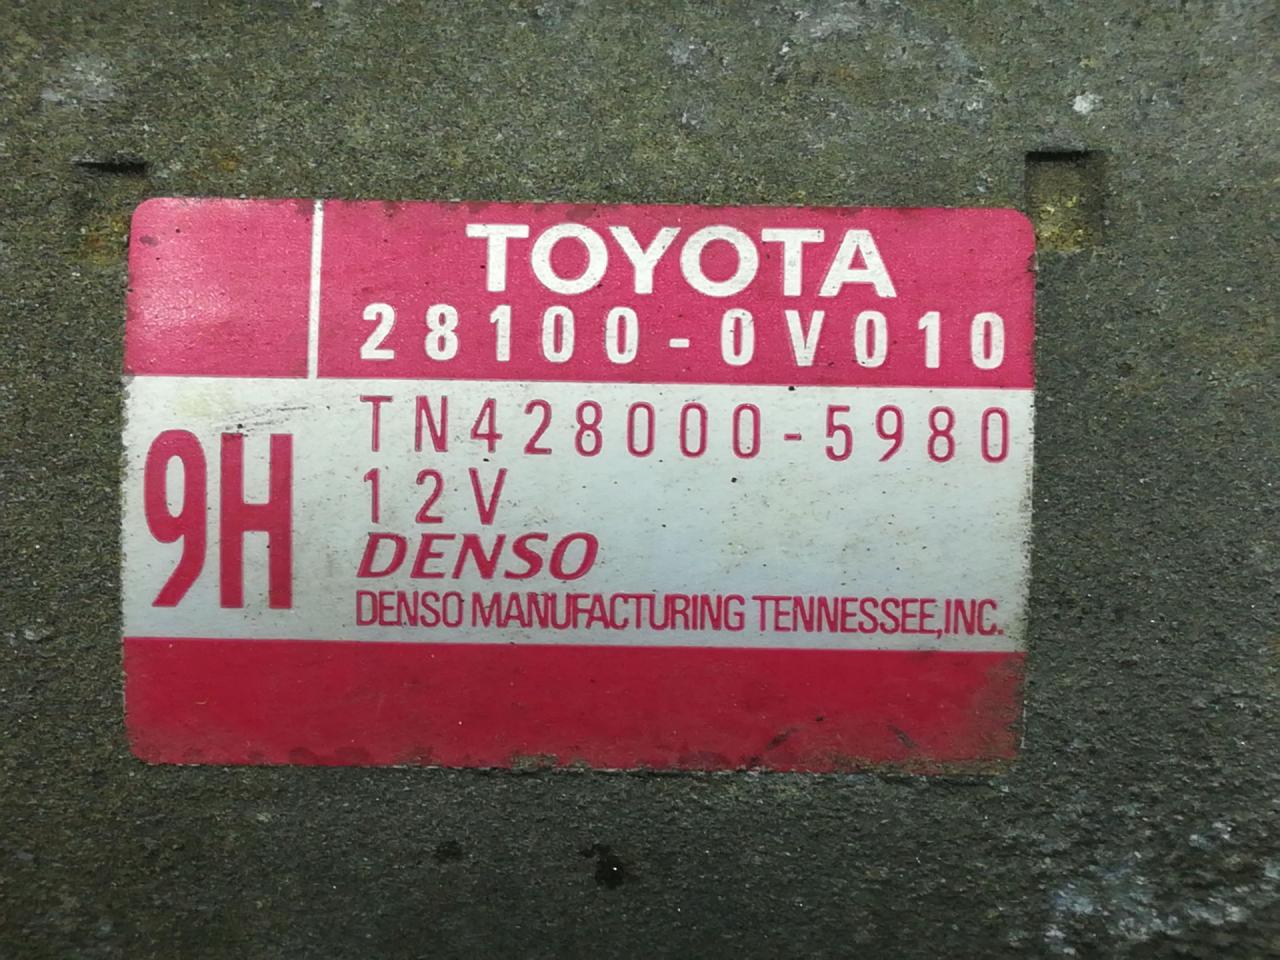 TOYOTA
28100-0V010
TN428000-5980
12V
9H
DENSO
DENSO MANUFACTURING TENNESSEE,INC.